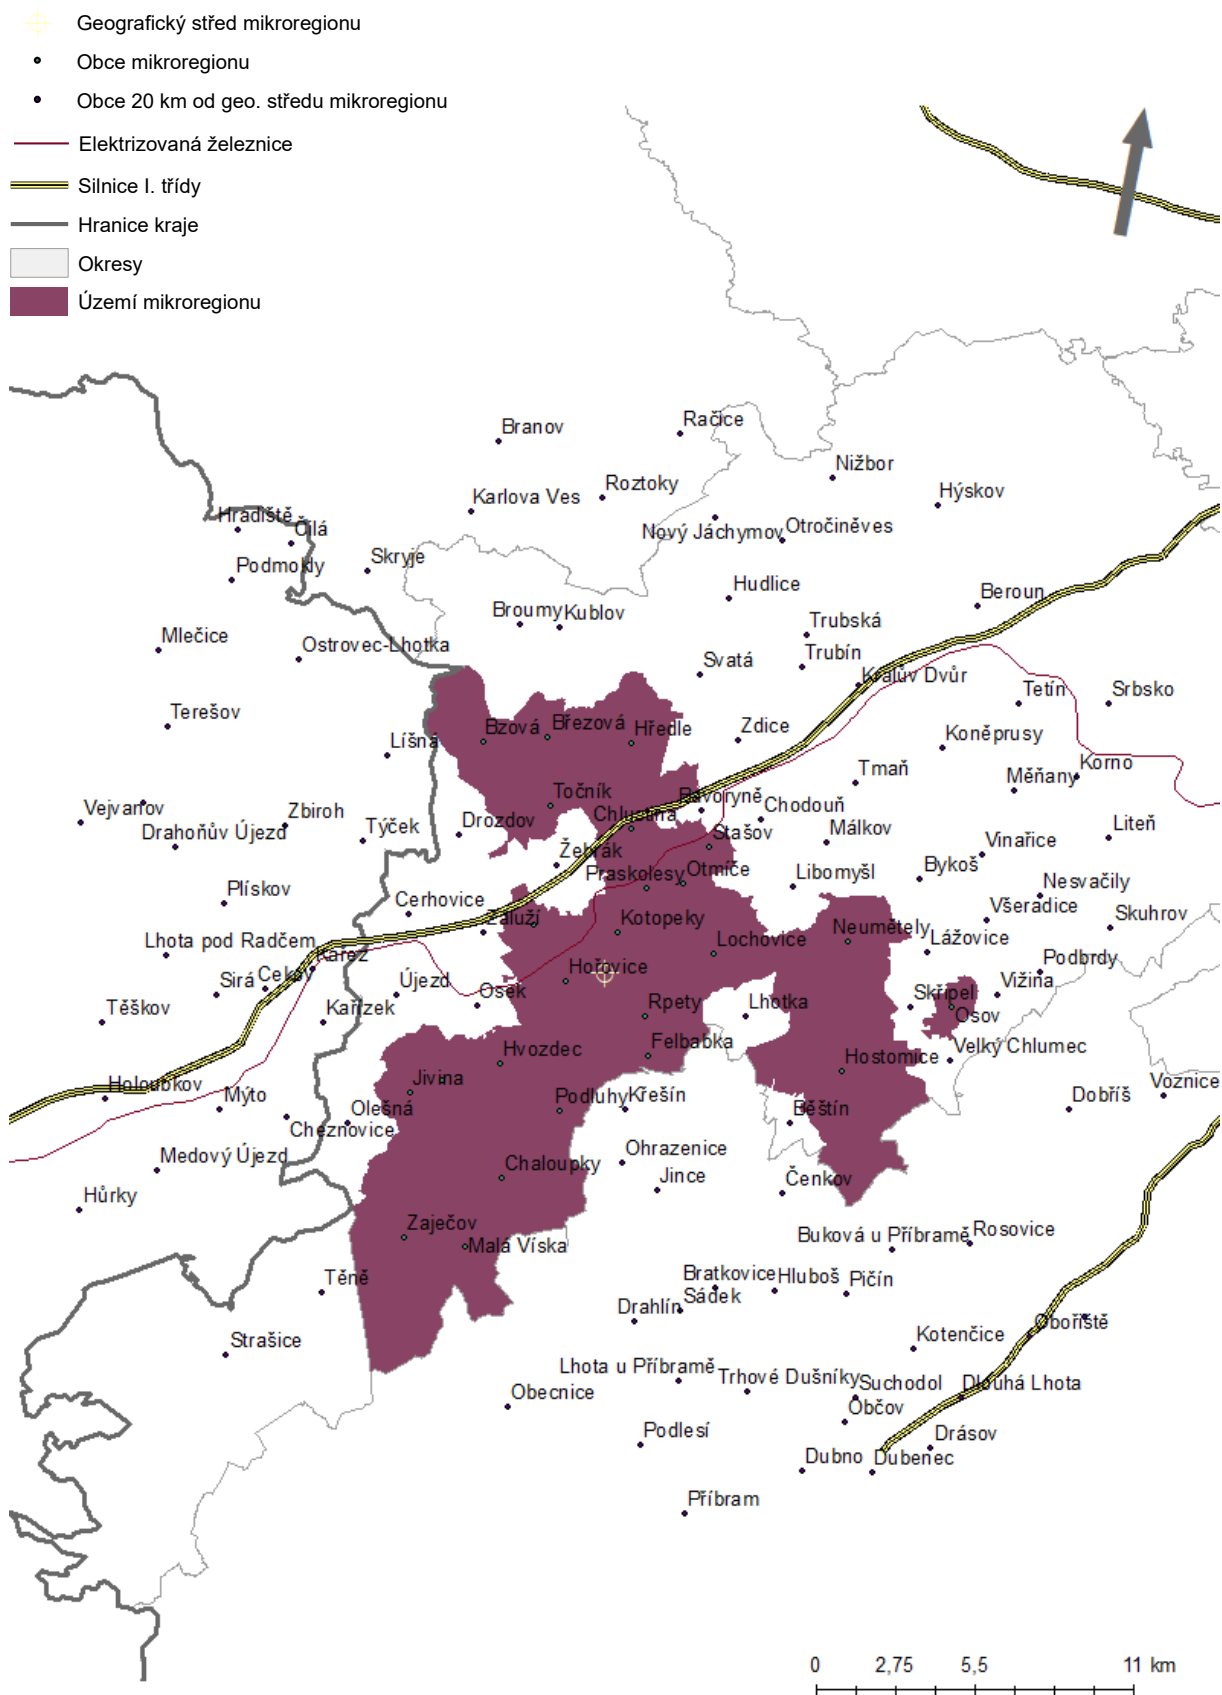 Geografický střed mikroregionu
Obce mikroregionu
Obce 20 km od geo. středu mikroregionu
Elektrizovaná železnice
Silnice I. třídy
Hranice kraje
Okresy
Území mikroregionu
Račice
Branov
Nižbor
Roztoky
Hýskov
Karlova Ves
Hradiště
Čilá
Nový Jáchymov
Otročiněves
Skryje
Podmokly
Hudlice
Beroun
Broumy
Kublov
Trubská
Mlečice
Ostrovec-Lhotka
Trubín
Svatá
Králův Dvůr
Tetín
Srbsko
Terešov
Bzová
Březová
Hředle
Zdice
Koněprusy
Líšná
Tmaň
Měňany
Korno
Točník
Vejvanov
Zbiroh
Drozdov
Chlustina
Bavoryně
Chodouň
Drahoňův Újezd
Týček
Stašov
Málkov
Liteň
Vinařice
Žebrák
Otmíče
Praskolesy
Libomyšl
Bykoš
Plískov
Nesvačily
Cerhovice
Záluží
Kotopeky
Neumětely
Všeradice
Skuhrov
Lhota pod Radčem
Lochovice
Lážovice
Kařez
Hořovice
Podbrdy
Sirá
Cekov
Újezd
Osek
Vižina
Těškov
Kařízek
Rpety
Lhotka
Skřipel
Osov
Felbabka
Hvozdec
Hostomice
Velký Chlumec
Holoubkov
Mýto
Jivina
Voznice
Podluhy
Křešín
Dobříš
Olešná
Cheznovice
Běštín
Medový Újezd
Ohrazenice
Chaloupky
Jince
Čenkov
Hůrky
Zaječov
Malá Víska
Buková u Příbramě
Rosovice
Těně
Bratkovice
Hluboš
Pičín
Sádek
Drahlín
Obořiště
Strašice
Kotenčice
Lhota u Příbramě
Trhové Dušníky
Suchodol
Dlouhá Lhota
Obecnice
Občov
Podlesí
Drásov
Dubno
Dubenec
Příbram
0 2,75 5,5 11 km